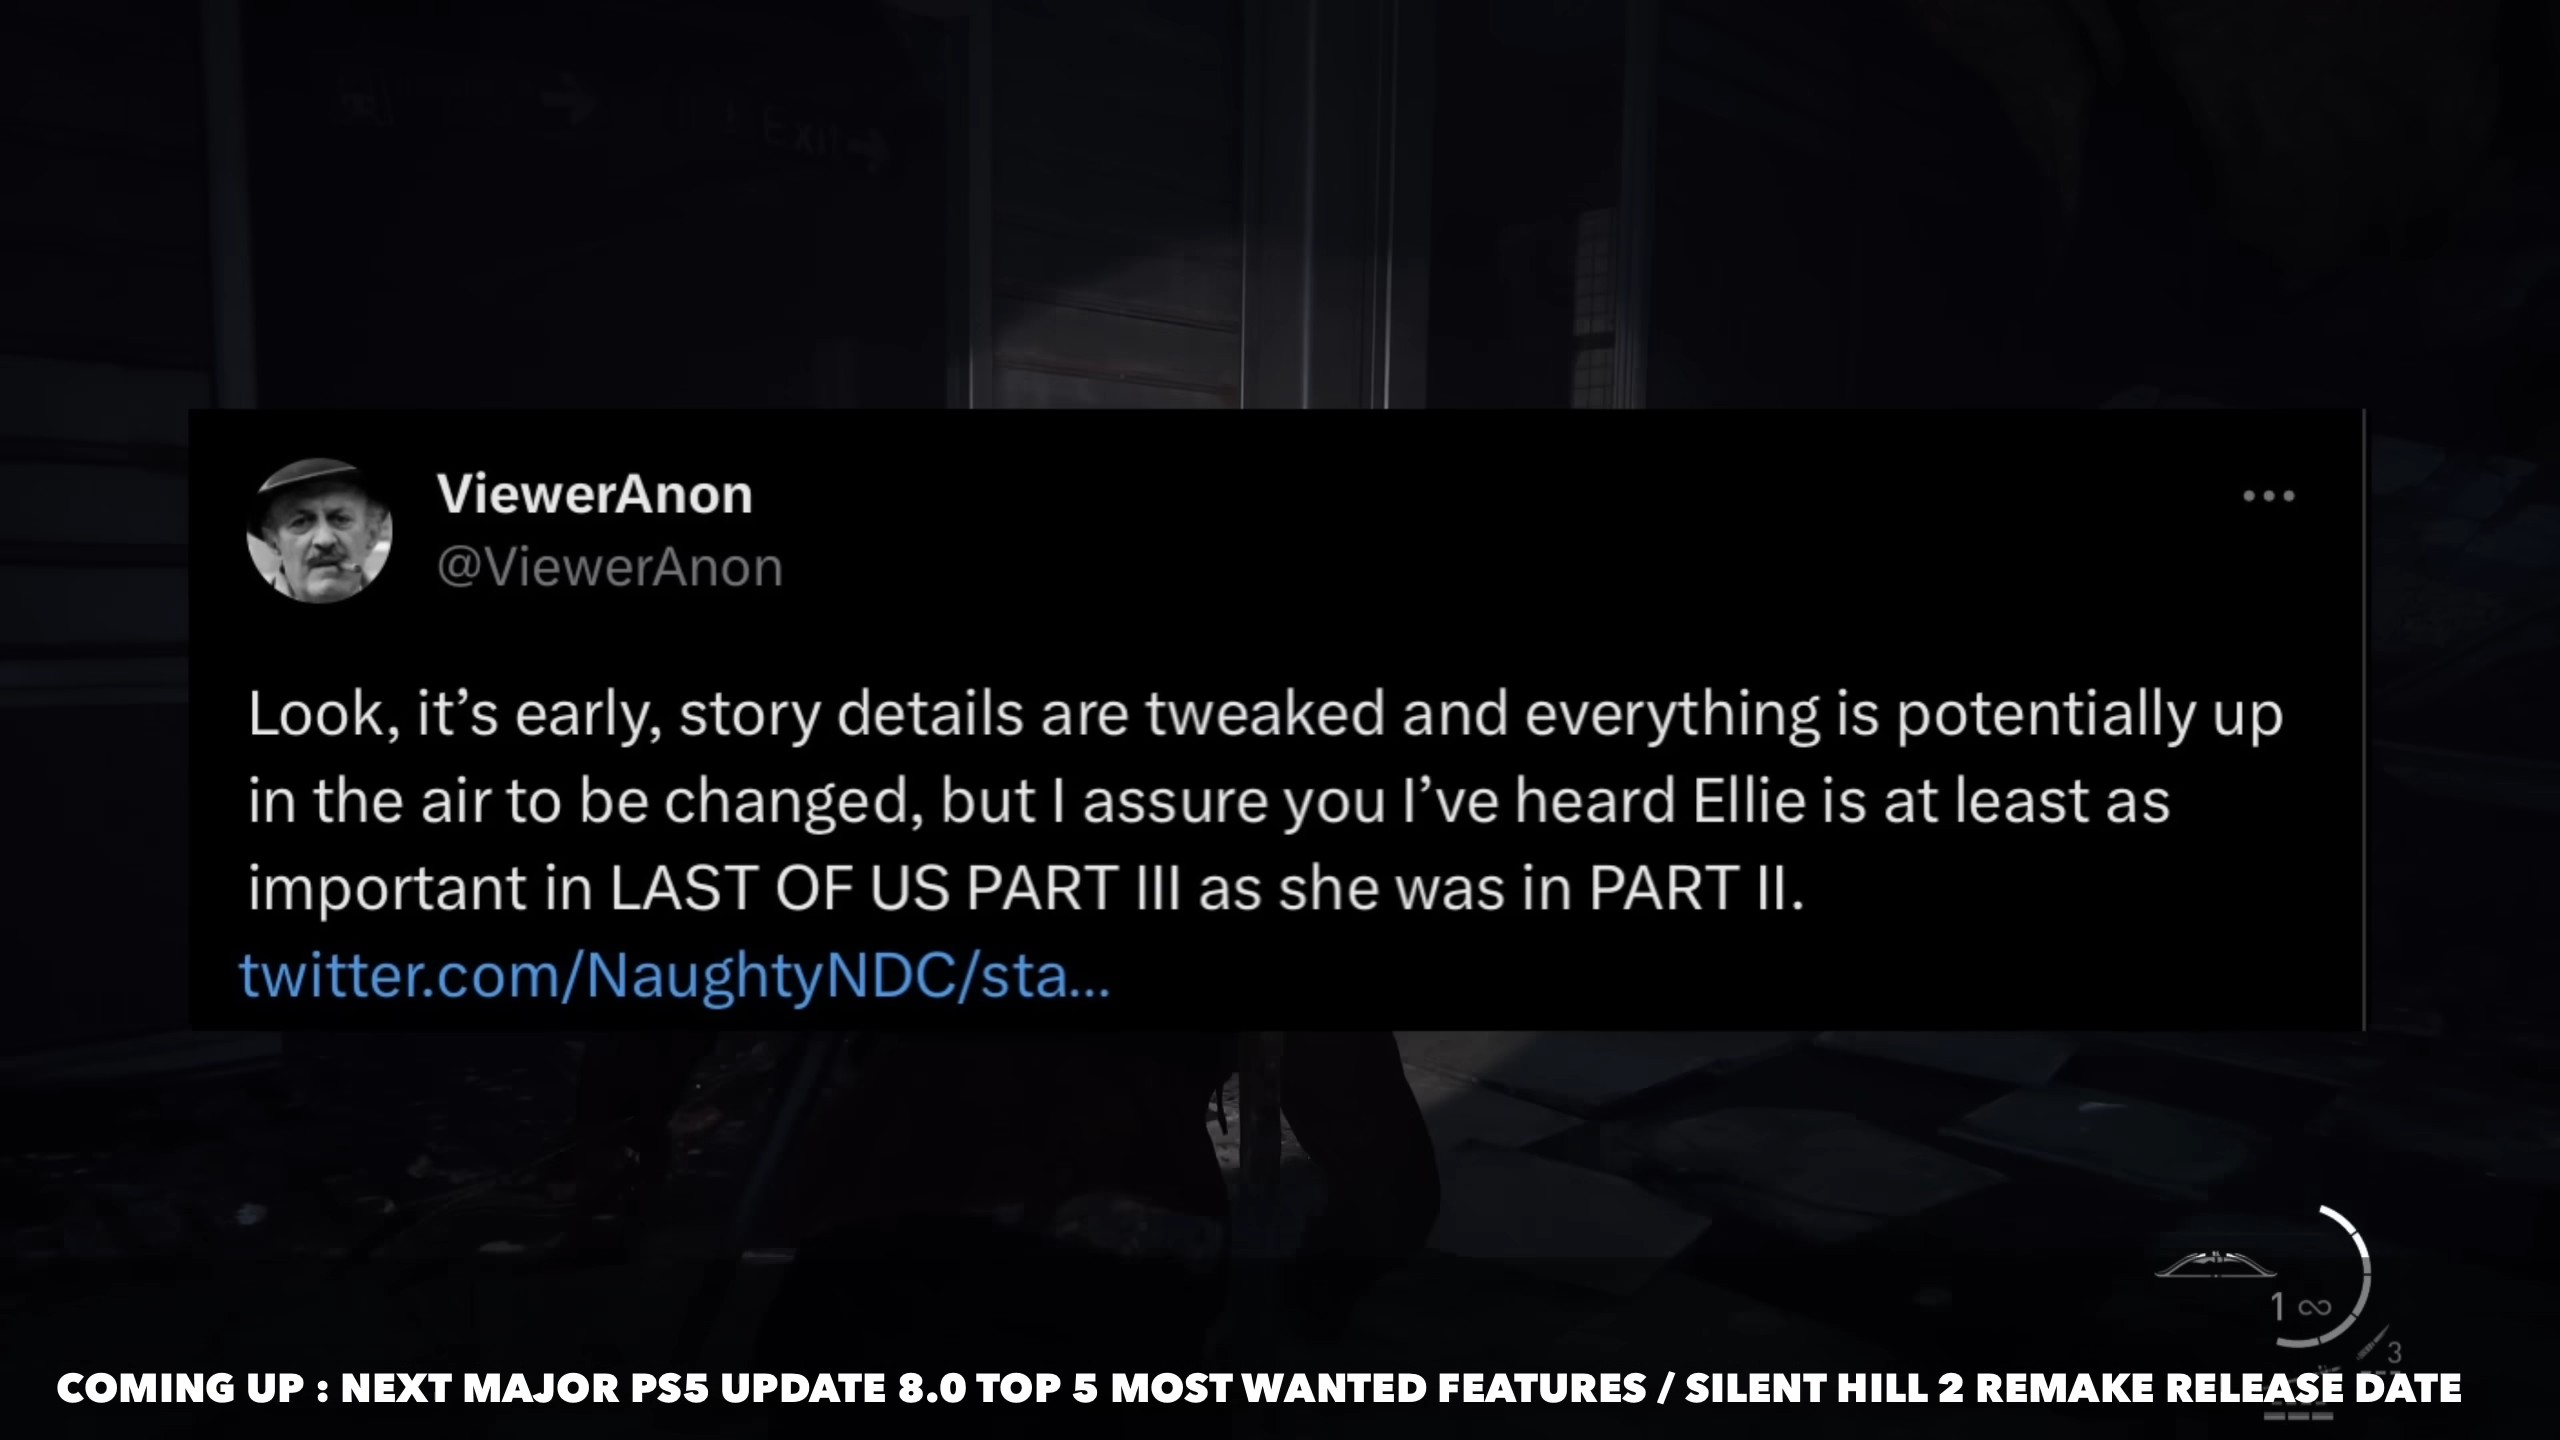 Exit→
ViewerAnon
@ViewerAnon
Look, it’s early, story details are tweaked and everything is potentially up
in the air to be changed, but I assure you I’ve heard Ellie is at least as
important in LAST OF US PART III as she was in PART II.
twitter.com/NaughtyNDC/sta...
1 ∞
3
COMING UP : NEXT MAJOR PS5 UPDATE 8.0 TOP 5 MOST WANTED FEATURES / SILENT HILL 2 REMAKE RELEASE DATE